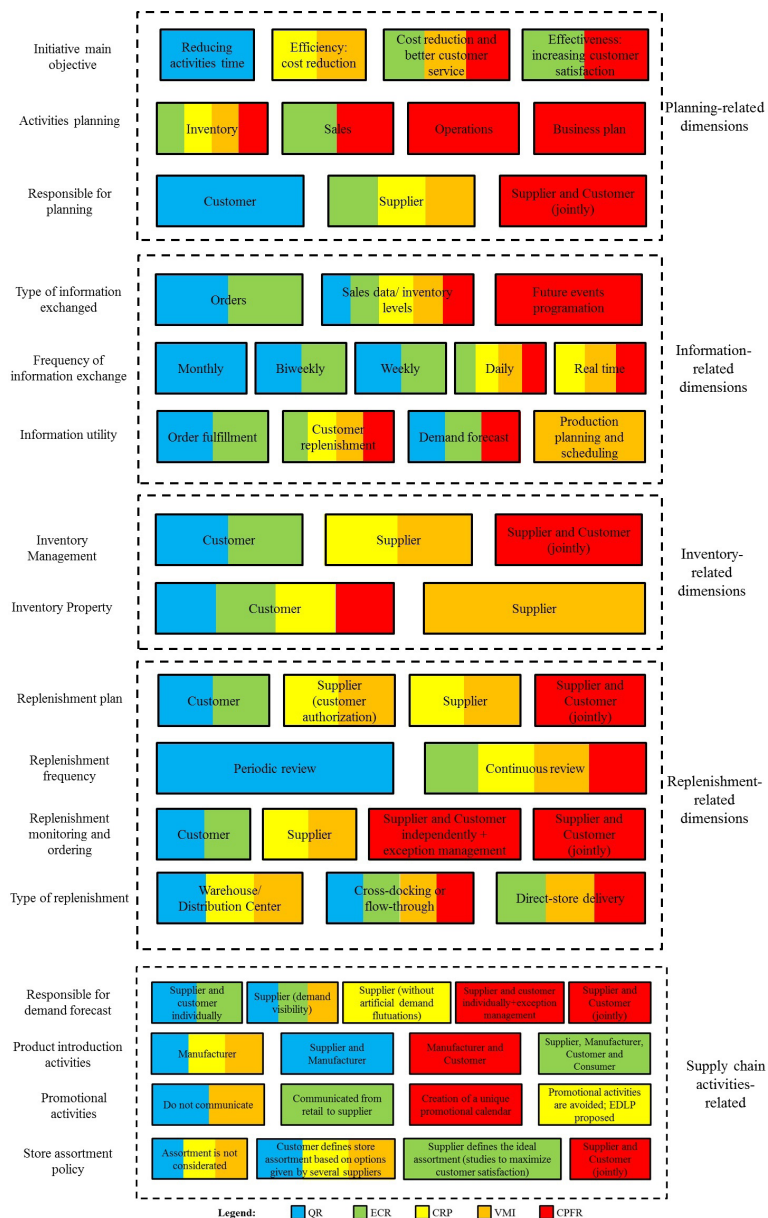 Initiative main
objective
Reducing
activities time
Efficiency:
cost reduction
Cost reduction and
better customer
service
Effectiveness:
increasing customer
satisfaction
Activities planning
Inventory
Sales
Operations
Business plan
Planning-related
dimensions
Responsible for
planning
Customer
Supplier
Supplier and Customer
(jointly)
Type of information
exchanged
Orders
Sales data/ inventory
levels
Future events
programation
Frequency of
information exchange
Monthly
Biweekly
Weekly
Daily
Real time
Information-
related
dimensions
Information utility
Order fulfillment
Customer
replenishment
Demand forecast
Production
planning and
scheduling
Inventory
Management
Customer
Supplier
Supplier and Customer
(jointly)
Inventory-
related
dimensions
Inventory Property
Customer
Supplier
Replenishment plan
Customer
Supplier
(customer
authorization)
Supplier
Supplier and
Customer
(jointly)
Replenishment
frequency
Periodic review
Continuous review
Replenishment-
related
dimensions
Replenishment
monitoring and
ordering
Customer
Supplier
Supplier and Customer
independently +
exception management
Supplier and
Customer
(jointly)
Type of replenishment
Warehouse/
Distribution Center
Cross-docking or
flow-through
Direct-store delivery
Responsible for
demand forecast
Supplier and
customer
individually
Supplier (demand
visibility)
Supplier (without
artificial demand
flutuations)
Supplier and customer
individually+exception
management
Supplier and
Customer
(jointly)
Product introduction
activities
Manufacturer
Supplier and
Manufacturer
Manufacturer and
Customer
Supplier, Manufacturer,
Customer and
Consumer
Supply chain
activities-
related
Promotional
activities
Do not communicate
Communicated from
retail to supplier
Creation of a unique
promotional calendar
Promotional activities
are avoided; EDLP
proposed
Store assortment
policy
Assortment is not
considered
Customer defines store
assortment based on options
given by several suppliers
Supplier defines the ideal
assortment (studies to maximize
customer satisfaction)
Supplier and
Customer
(jointly)
Legend:
QR
ECR
CRP
VMI
CPFR